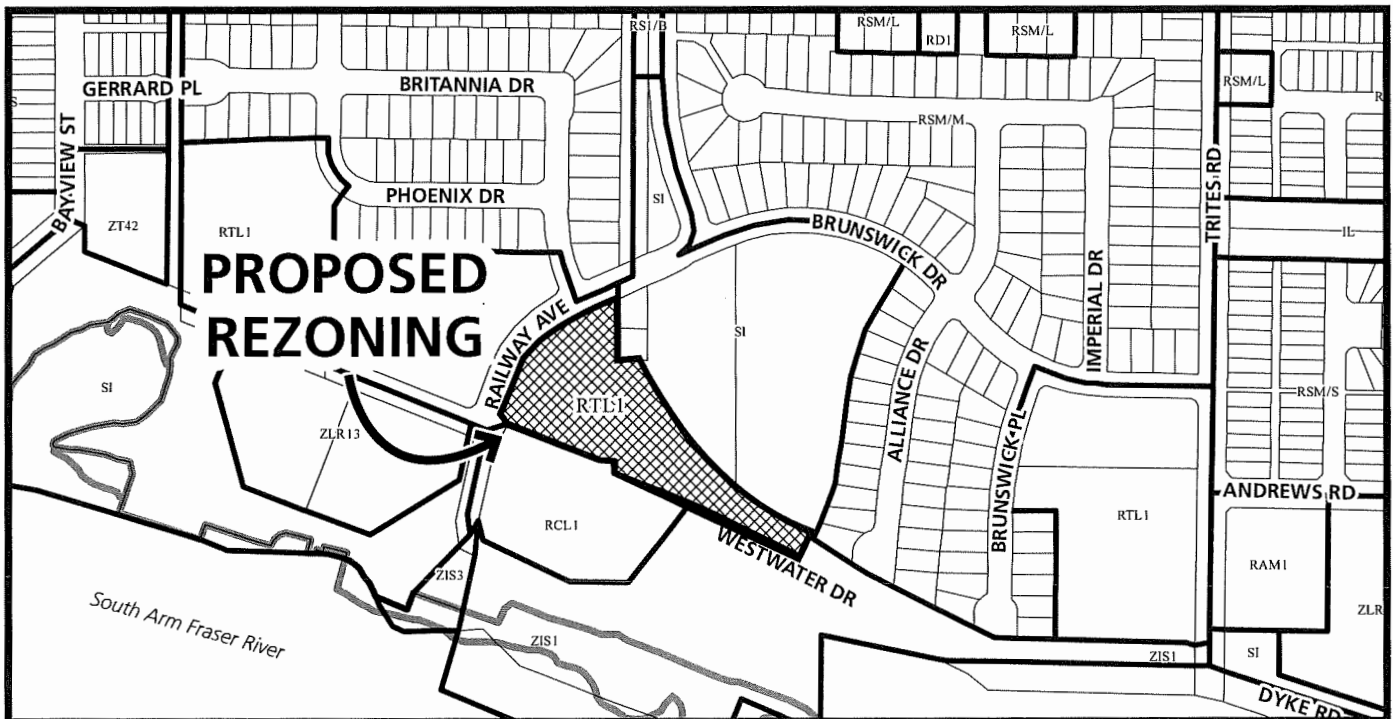 RSM/L
RD1
RSM/L
RS1/B
GERRARD PL
BRITANNIA DR
RSM/L
S
R
BAYVIEW ST
RSM/M
TRITES RD
PHOENIX DR
SI
ZT42
RTL1
BRUNSWICK DR
IL
PROPOSED
REZONING
RAILWAY AVE
IMPERIAL DR
SI
SI
ALLIANCE DR
RTL1
ZLR13
BRUNSWICK PL
RSM/S
ANDREWS RD
RCL1
RTL1
WESTWATER DR
RAM1
ZIS3
South Arm Fraser River
ZLR
ZIS1
ZIS1
SI
DYKE RD